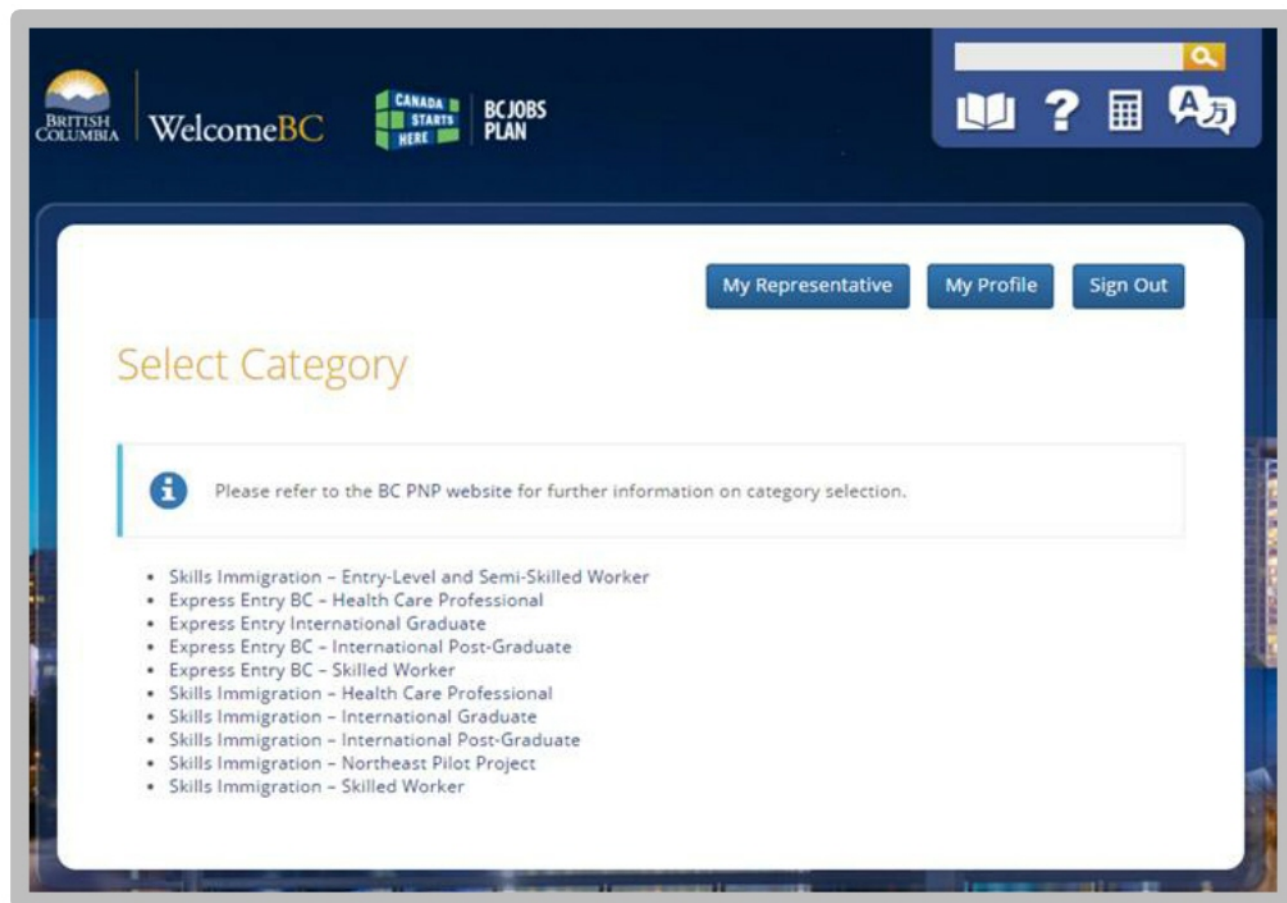 BRITISH
COLUMBIA
WelcomeBC
CANADA
STARTS
HERE
BC JOBS
PLAN
?
A万
My Representative
My Profile
Sign Out
Select Category
i
Please refer to the BC PNP website for further information on category selection.
• Skills Immigration – Entry-Level and Semi-Skilled Worker
• Express Entry BC – Health Care Professional
• Express Entry International Graduate
• Express Entry BC – International Post-Graduate
• Express Entry BC – Skilled Worker
• Skills Immigration – Health Care Professional
• Skills Immigration – International Graduate
• Skills Immigration – International Post-Graduate
• Skills Immigration – Northeast Pilot Project
• Skills Immigration – Skilled Worker